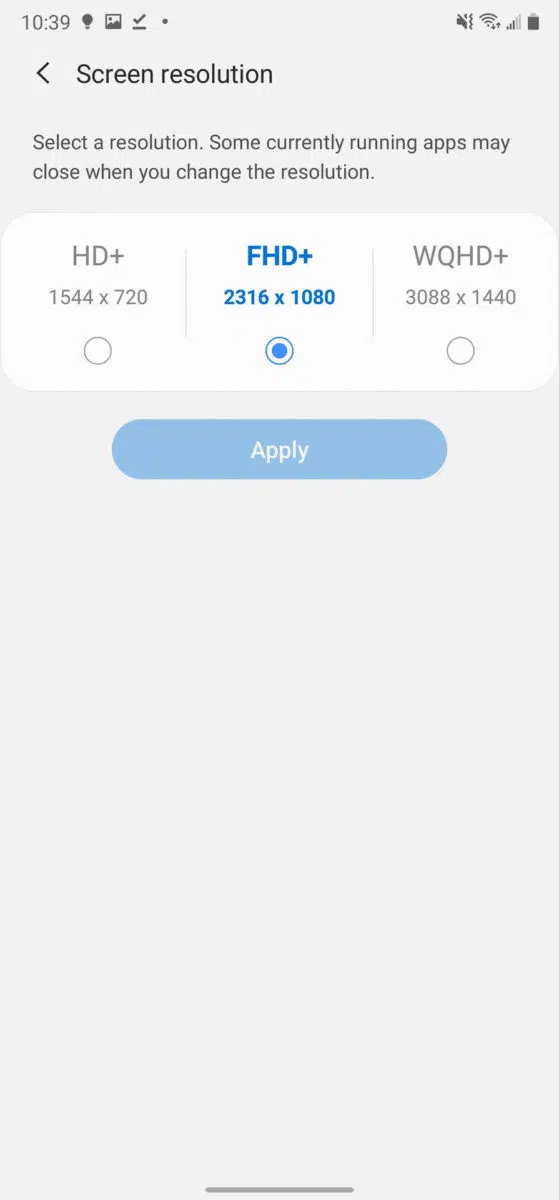 10:39
Screen resolution
Select a resolution. Some currently running apps may
close when you change the resolution.
HD+ FHD+ WQHD+
1544 x 720 2316 x 1080 3088 x 1440
Apply